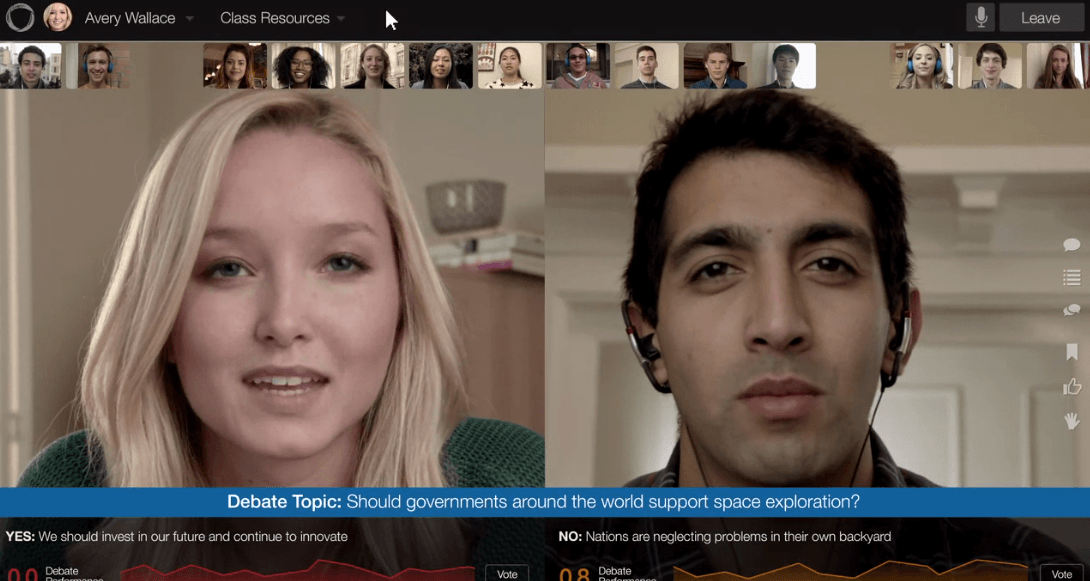 Avery Wallace
Class Resources
Leave
Debate Topic: Should governments around the world support space exploration?
YES: We should invest in our future and continue to innovate
NO: Nations are neglecting problems in their own backyard
Debate
Performance
Vote
0.8
Debate
Performance
Vote